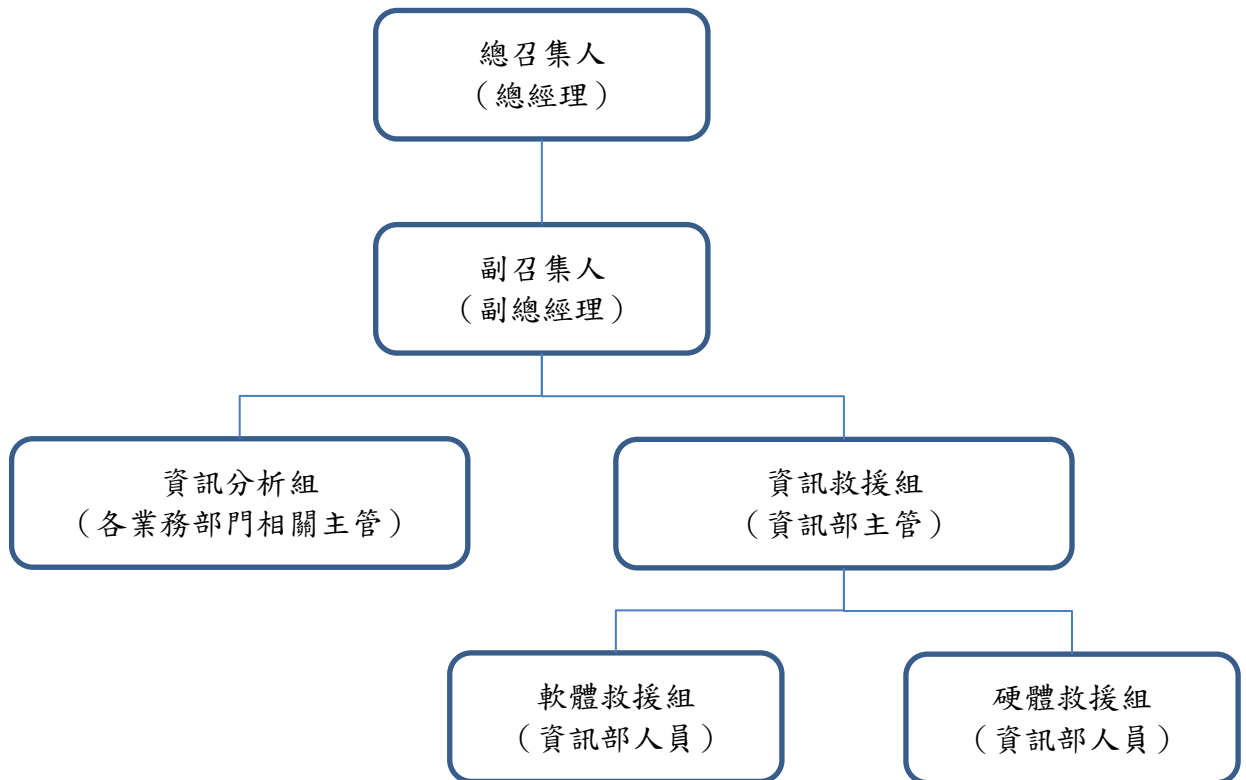 總召集人
（總經理）
副召集人
（副總經理）
資訊分析組
（各業務部門相關主管）
資訊救援組
（資訊部主管）
軟體救援組
（資訊部人員）
硬體救援組
（資訊部人員）